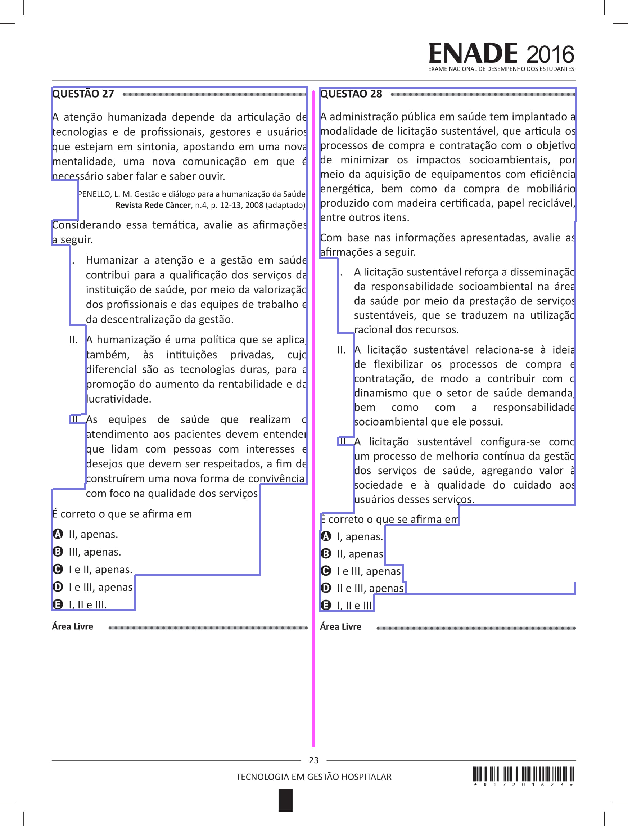 ENADE 2016
EXAME NACIONAL DE DESEMPENHO DOS ESTUDANTES
QUESTÃO 27
A atenção humanizada depende da articulação de
tecnologias e de profissionais, gestores e usuários
que estejam em sintonia, apostando em uma nova
mentalidade, uma nova comunicação em que é
necessário saber falar e saber ouvir.
PENELLO, L. M. Gestão e diálogo para a humanização da Saúde.
Revista Rede Câncer, n.4, p. 12-13, 2008 (adaptado).
Considerando essa temática, avalie as afirmações
a seguir.
I. Humanizar a atenção e a gestão em saúde
contribui para a qualificação dos serviços da
instituição de saúde, por meio da valorização
dos profissionais e das equipes de trabalho e
da descentralização da gestão.
II. A humanização é uma política que se aplica,
também, às intituições privadas, cujo
diferencial são as tecnologias duras, para a
promoção do aumento da rentabilidade e da
lucratividade.
III. As equipes de saúde que realizam o
atendimento aos pacientes devem entender
que lidam com pessoas com interesses e
desejos que devem ser respeitados, a fim de
construírem uma nova forma de convivência,
com foco na qualidade dos serviços.
É correto o que se afirma em
A II, apenas.
B III, apenas.
C I e II, apenas.
D I e III, apenas.
E I, II e III.
Área Livre
QUESTÃO 28
A administração pública em saúde tem implantado a
modalidade de licitação sustentável, que articula os
processos de compra e contratação com o objetivo
de minimizar os impactos socioambientais, por
meio da aquisição de equipamentos com eficiência
energética, bem como da compra de mobiliário
produzido com madeira certificada, papel reciclável,
entre outros itens.
Com base nas informações apresentadas, avalie as
afirmações a seguir.
I. A licitação sustentável reforça a disseminação
da responsabilidade socioambiental na área
da saúde por meio da prestação de serviços
sustentáveis, que se traduzem na utilização
racional dos recursos.
II. A licitação sustentável relaciona-se à ideia
de flexibilizar os processos de compra e
contratação, de modo a contribuir com o
dinamismo que o setor de saúde demanda,
bem como com a responsabilidade
socioambiental que ele possui.
III. A licitação sustentável configura-se como
um processo de melhoria contínua da gestão
dos serviços de saúde, agregando valor à
sociedade e à qualidade do cuidado aos
usuários desses serviços.
É correto o que se afirma em
A I, apenas.
B II, apenas.
C I e III, apenas.
D II e III, apenas.
E I, II e III.
Área Livre
23
TECNOLOGIA EM GESTÃO HOSPITALAR